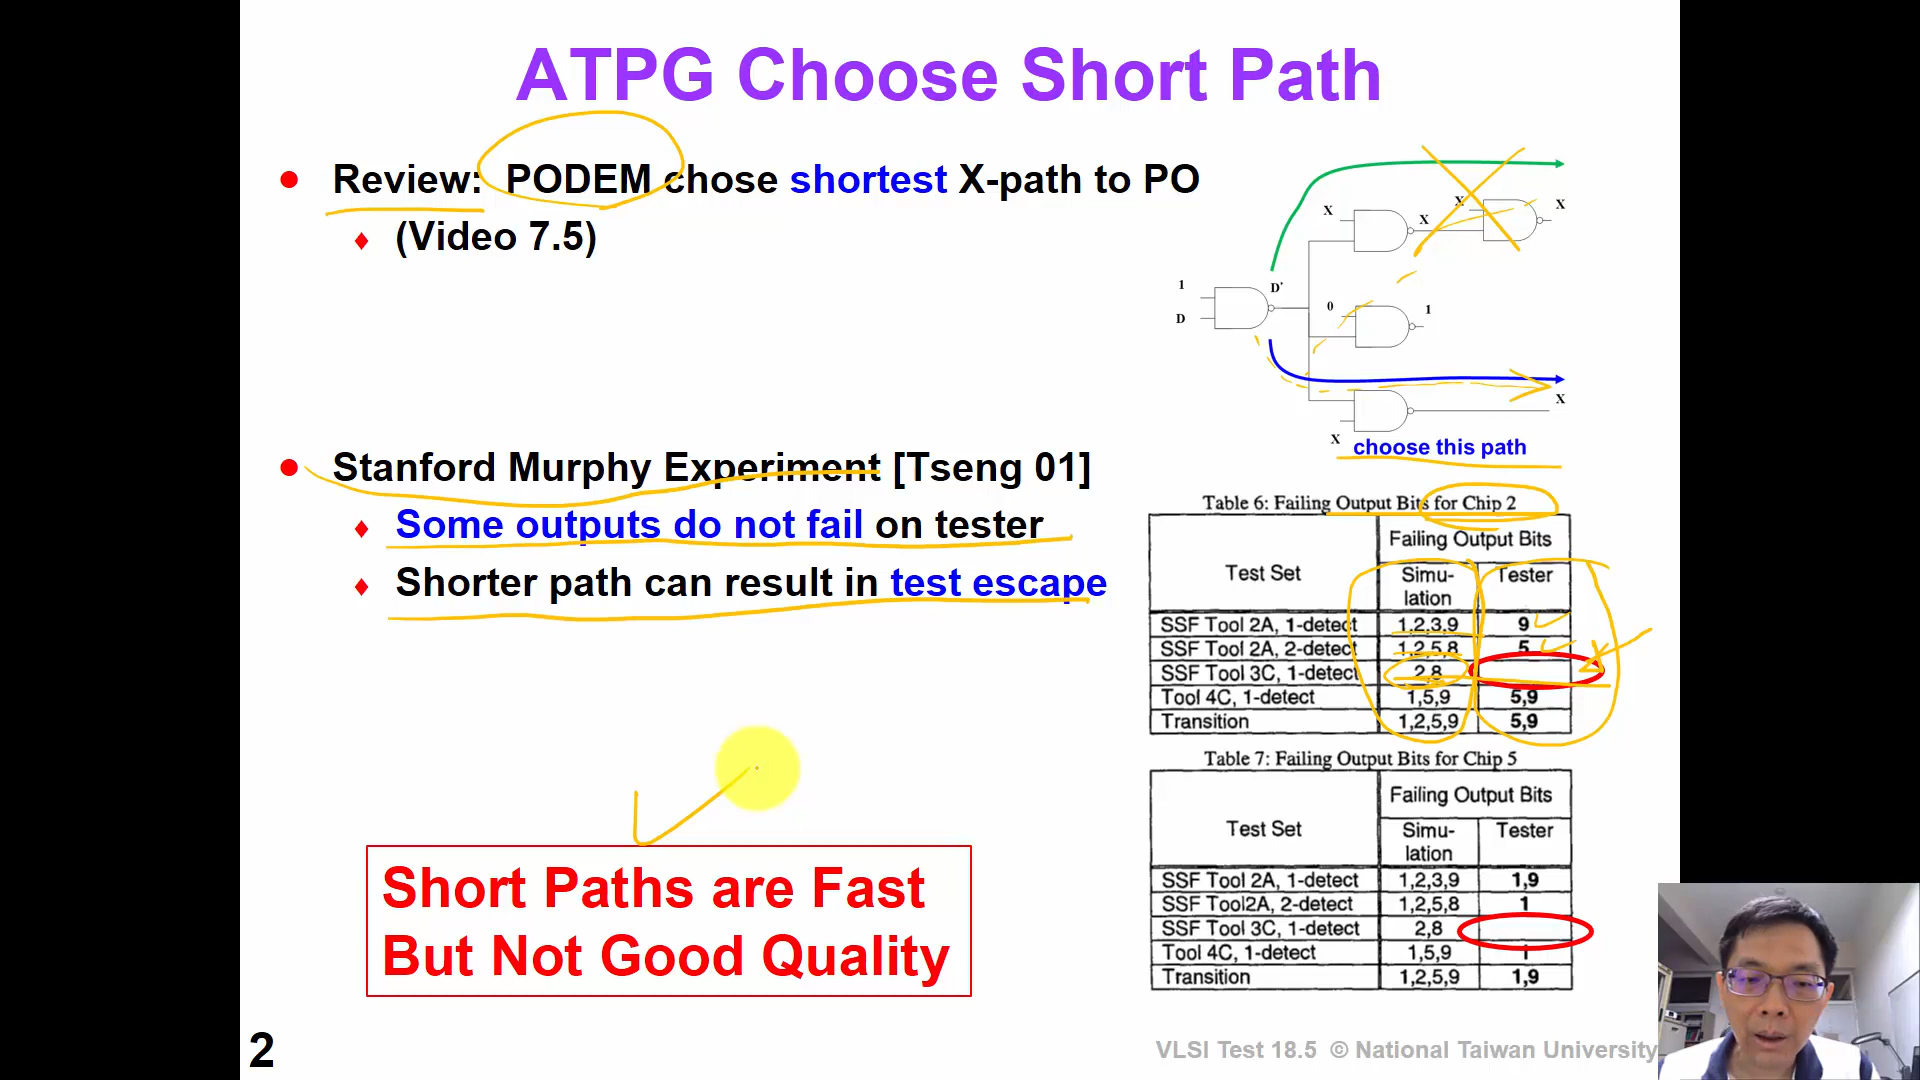 ATPG Choose Short Path
• Review: PODEM chose shortest X-path to PO
♦ (Video 7.5)
X
X
X
X
1
D'
D
0
1
X
X
choose this path
• Stanford Murphy Experiment [Tseng 01]
♦ Some outputs do not fail on tester
♦ Shorter path can result in test escape
Table 6: Failing Output Bits for Chip 2
Test Set
Failing Output Bits
Simu-
lation
Tester
SSF Tool 2A, 1-detect 1,2,3,9 9
SSF Tool 2A, 2-detect 1,2,5,8 5
SSF Tool 3C, 1-detect 2,8
Tool 4C, 1-detect 1,5,9 5,9
Transition 1,2,5,9 5,9
Table 7: Failing Output Bits for Chip 5
Test Set
Failing Output Bits
Simu-
lation
Tester
SSF Tool 2A, 1-detect 1,2,3,9 1,9
SSF Tool2A, 2-detect 1,2,5,8 1
SSF Tool 3C, 1-detect 2,8
Tool 4C, 1-detect 1,5,9 1
Transition 1,2,5,9 1,9
Short Paths are Fast
But Not Good Quality
2
VLSI Test 18.5 © National Taiwan University